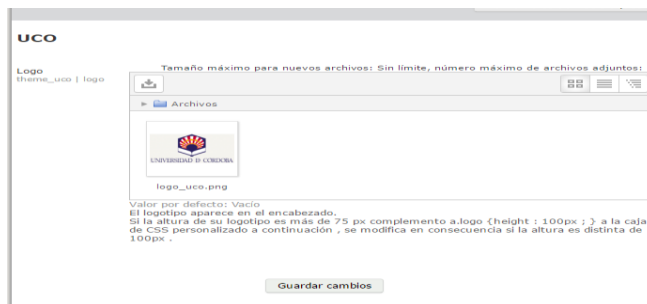 UCO
Logo
theme_uco | logo
Tamaño máximo para nuevos archivos: Sin límite, número máximo de archivos adjuntos:
Archivos
UNIVERSIDAD D CORDOBA
logo_uco.png
Valor por defecto: Vacío
El logotipo aparece en el encabezado.
Si la altura de su logotipo es más de 75 px complemento a.logo {height : 100px ; } a la caja
de CSS personalizado a continuación , se modifica en consecuencia si la altura es distinta de
100px .
Guardar cambios